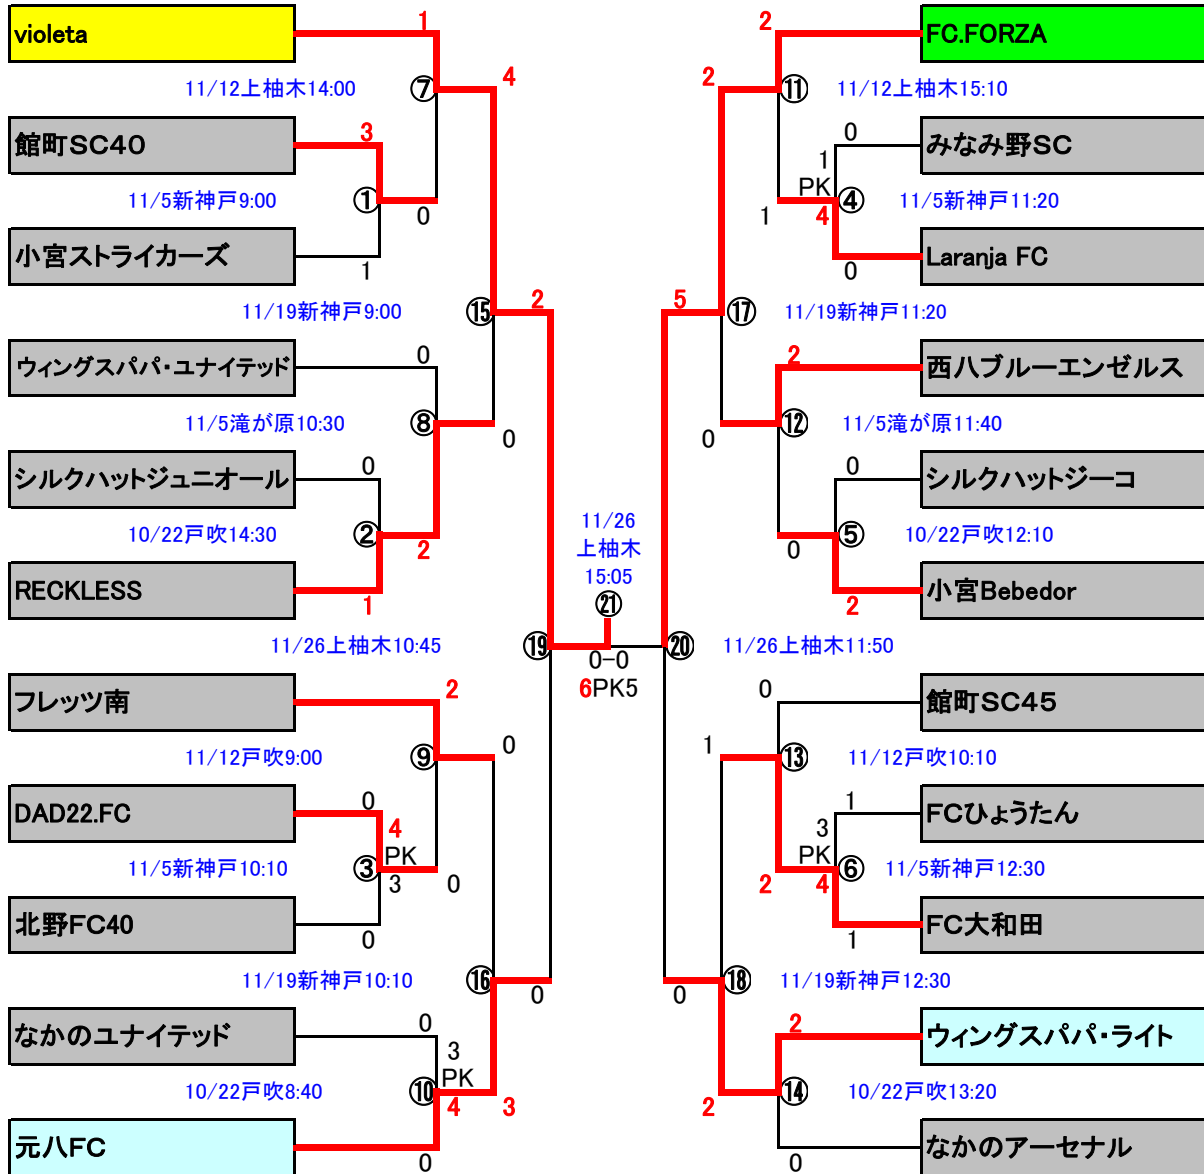 violeta
1
11/12上柚木14:00
⑦
4
館町SC40
3
11/5新神戸9:00
①
0
小宮ストライカーズ
1
11/19新神戸9:00
⑮
2
ウィングスパパ・ユナイテッド
0
11/5滝が原10:30
⑧
0
シルクハットジュニオール
0
10/22戸吹14:30
②
2
RECKLESS
1
11/26上柚木10:45
⑲
フレッツ南
2
11/12戸吹9:00
⑨
0
DAD22.FC
0
4
PK
11/5新神戸10:10
③
3
0
北野FC40
0
11/19新神戸10:10
⑯
0
なかのユナイテッド
0
3
PK
10/22戸吹8:40
⑩
4
3
元八FC
0
11/26
上柚木
15:05
㉑
0-0
6PK5
2
FC.FORZA
2
⑪
11/12上柚木15:10
0
みなみ野SC
1
PK
④
11/5新神戸11:20
1
4
0
Laranja FC
5
⑰
11/19新神戸11:20
2
西八ブルーエンゼルス
0
⑫
11/5滝が原11:40
0
シルクハットジーコ
0
⑤
10/22戸吹12:10
2
小宮Bebedor
⑳
11/26上柚木11:50
0
館町SC45
1
⑬
11/12戸吹10:10
1
FCひょうたん
3
PK
⑥
11/5新神戸12:30
2
4
1
FC大和田
0
⑱
11/19新神戸12:30
2
ウィングスパパ・ライト
2
⑭
10/22戸吹13:20
0
なかのアーセナル